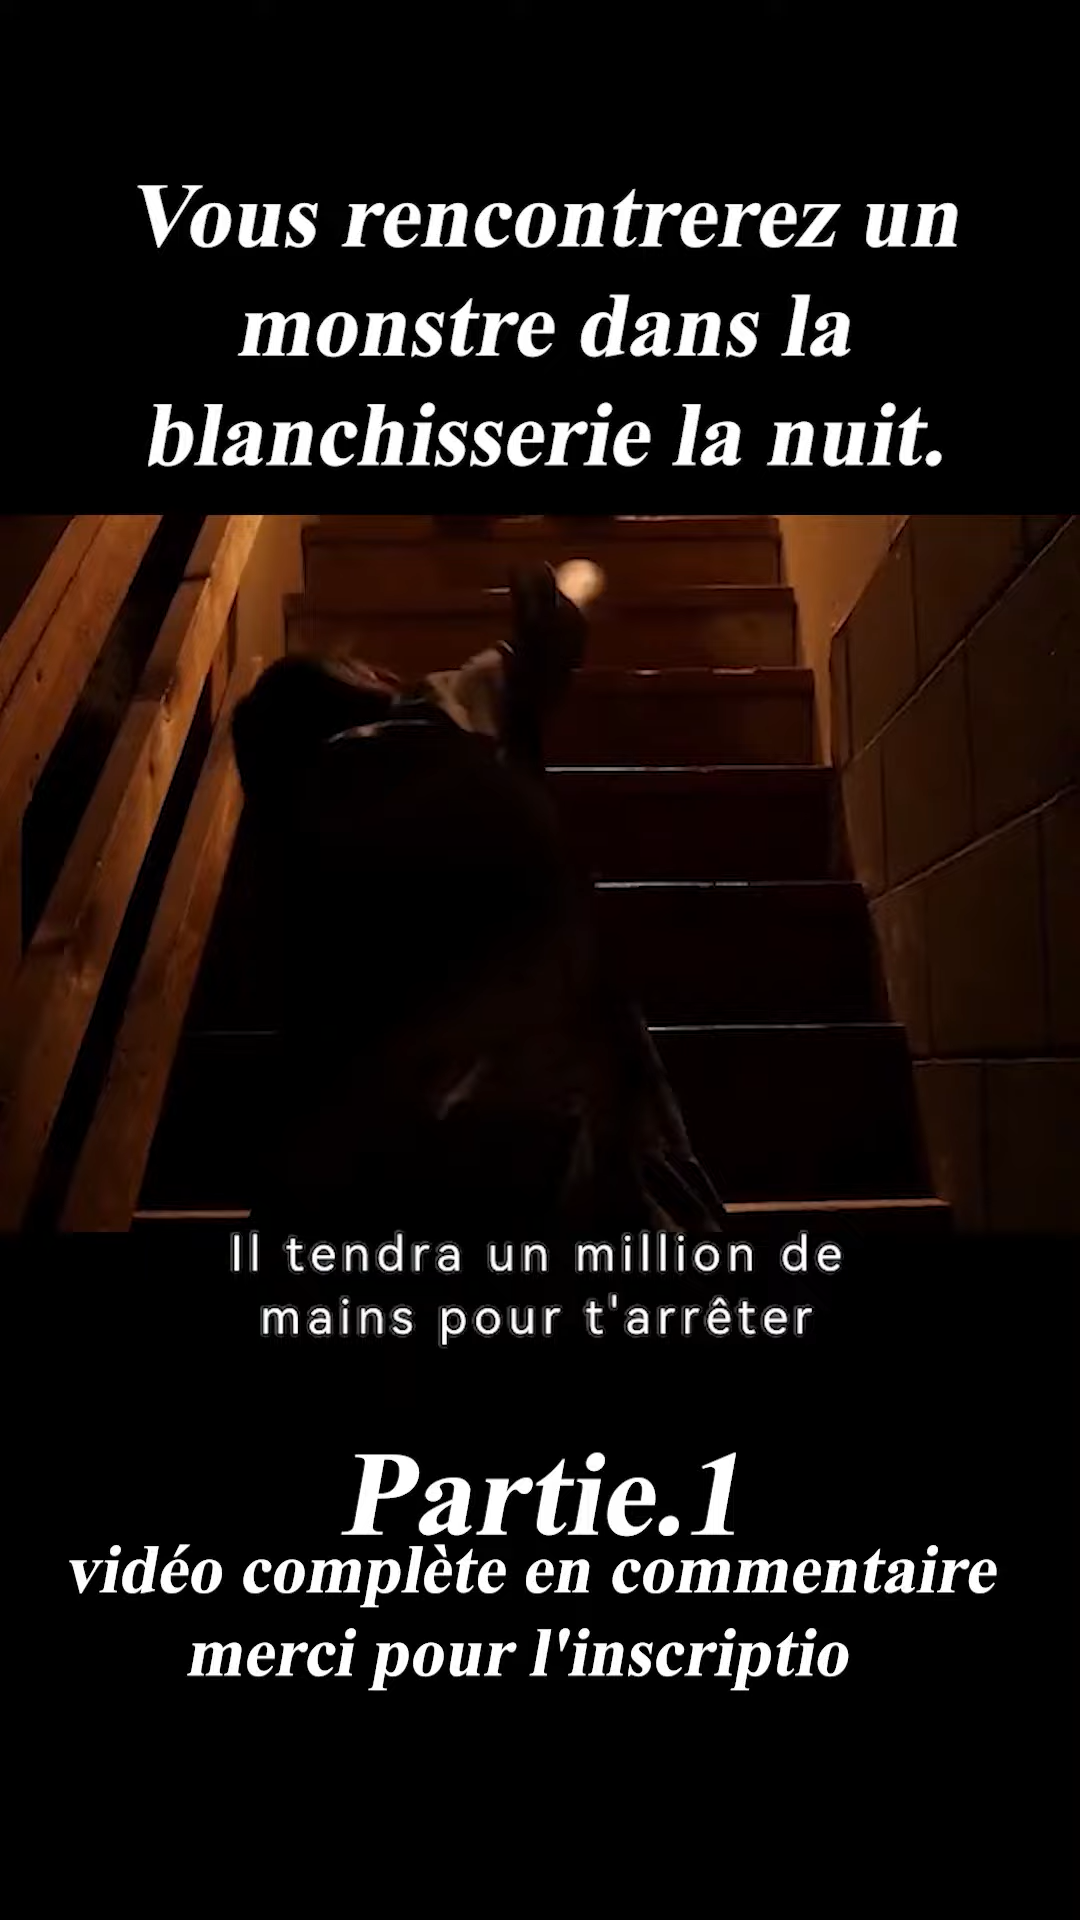 Vous rencontrerez un
monstre dans la
blanchisserie la nuit.
Il tendra un million de
mains pour t'arrêter
Partie.1
vidéo complète en commentaire
merci pour l'inscriptio